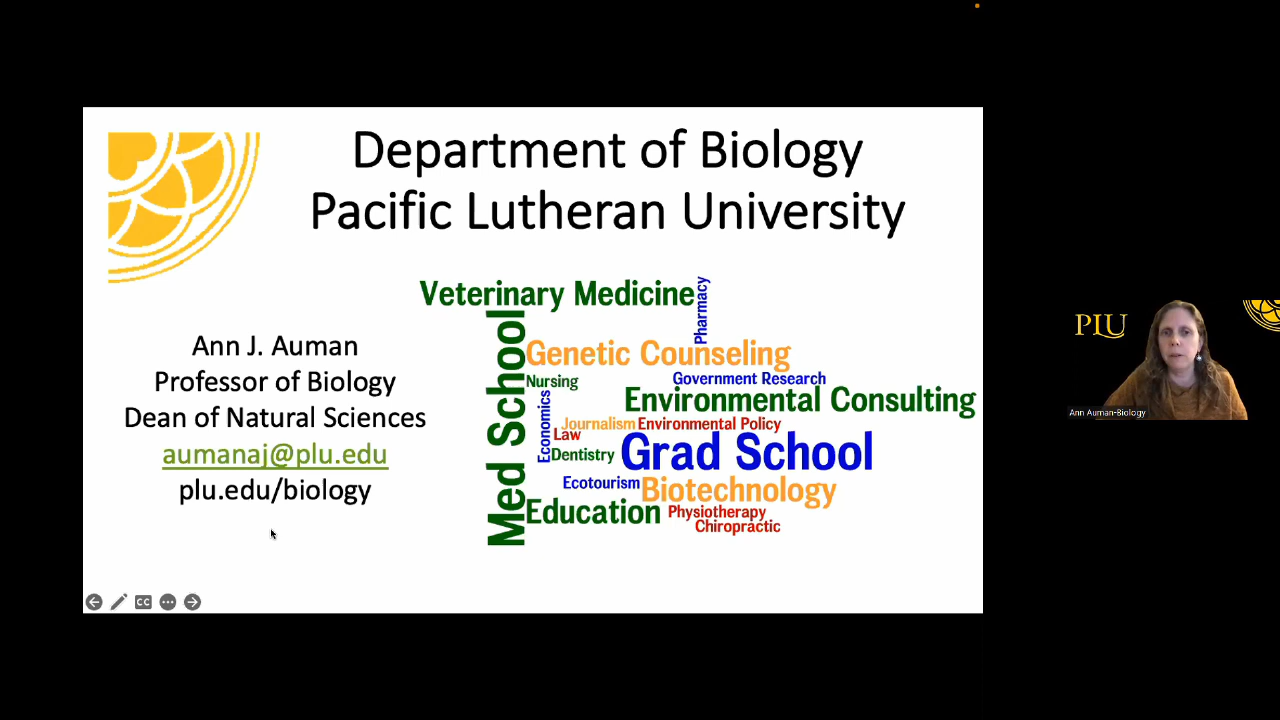 Department of Biology
Pacific Lutheran University
Ann J. Auman
Professor of Biology
Dean of Natural Sciences
aumanaj@plu.edu
plu.edu/biology
Veterinary Medicine
Pharmacy
Med School
Genetic Counseling
Nursing
Government Research
Economics
Environmental Consulting
Journalism
Environmental Policy
Law
Grad School
Dentistry
Ecotourism
Biotechnology
Education
Physiotherapy
Chiropractic
CC
PLU
Ann Auman-Biology